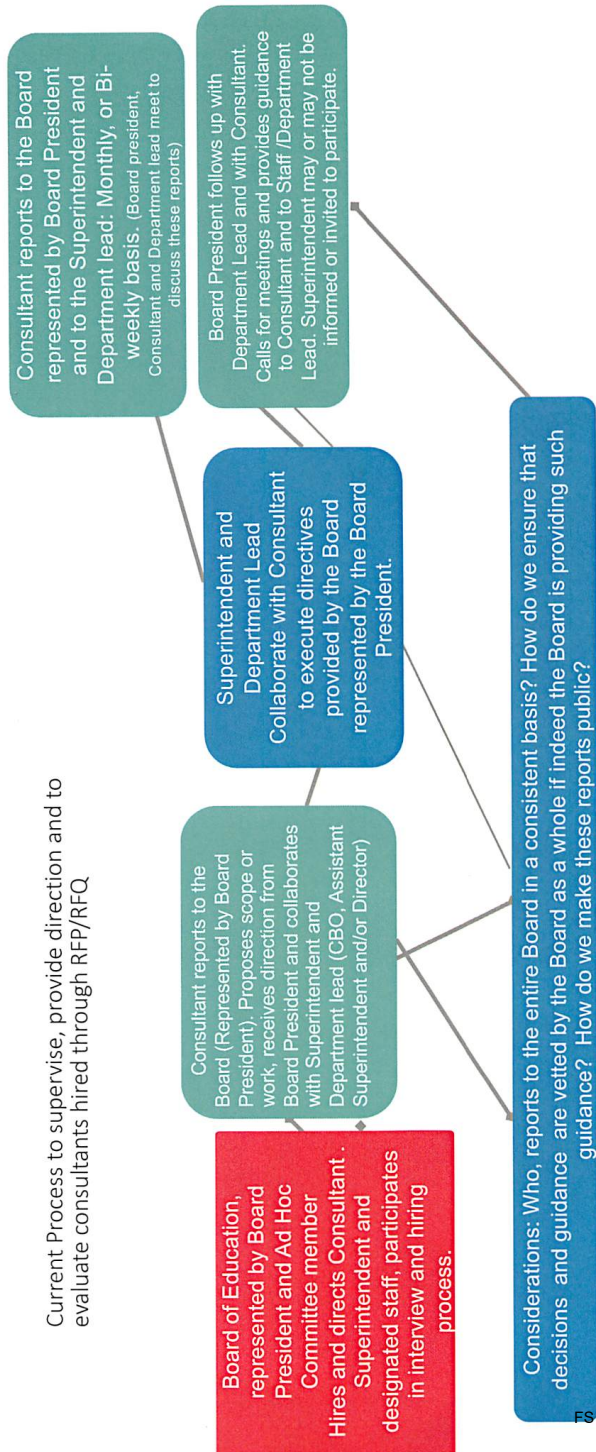 Current Process to supervise, provide direction and to
evaluate consultants hired through RFP/RFQ
Board of Education,
represented by Board
President and Ad Hoc
Committee member
Hires and directs Consultant .
Superintendent and
designated staff, participates
in interview and hiring
process.
Consultant reports to the
Board (Represented by Board
President). Proposes scope or
work, receives direction from
Board President and collaborates
with Superintendent and
Department lead (CBO, Assistant
Superintendent and/or Director)
Superintendent and
Department Lead
Collaborate with Consultant
to execute directives
provided by the Board
represented by the Board
President.
Consultant reports to the Board
represented by Board President
and to the Superintendent and
Department lead: Monthly, or Bi-
weekly basis. (Board president,
Consultant and Department lead meet to
discuss these reports)
Board President follows up with
Department Lead and with Consultant.
Calls for meetings and provides guidance
to Consultant and to Staff /Department
Lead. Superintendent may or may not be
informed or invited to participate.
Considerations: Who, reports to the entire Board in a consistent basis? How do we ensure that
decisions and guidance are vetted by the Board as a whole if indeed the Board is providing such
guidance? How do we make these reports public?
FS